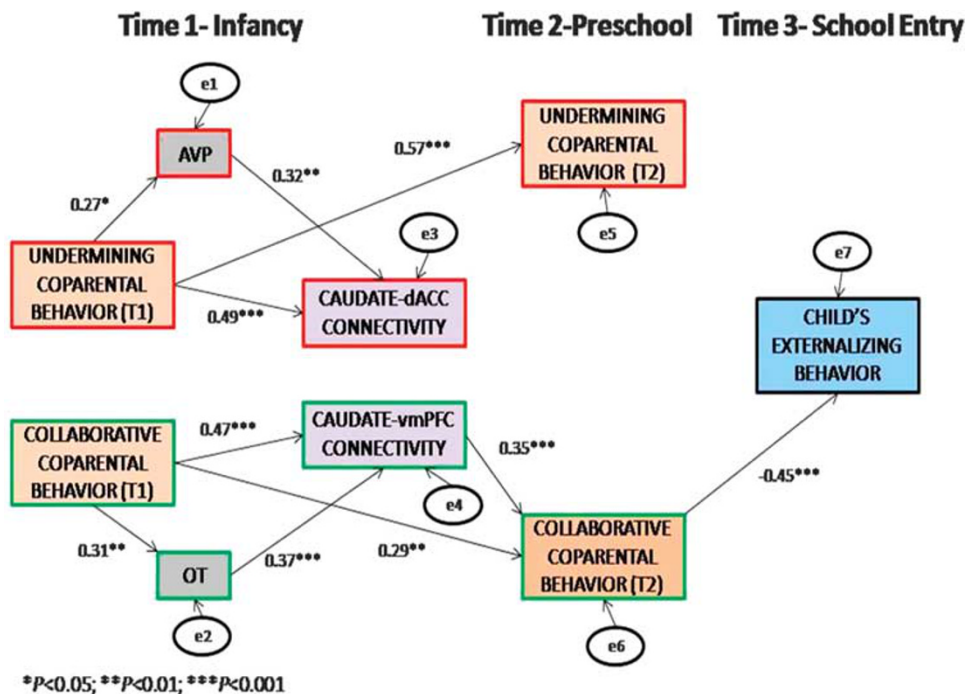 Time 1- Infancy
Time 2-Preschool
Time 3- School Entry
e1
AVP
UNDERMINING
COPARENTAL
BEHAVIOR (T2)
0.57***
0.32**
0.27*
e3
e5
e7
UNDERMINING
COPARENTAL
BEHAVIOR (T1)
0.49***
CAUDATE-dACC
CONNECTIVITY
CHILD'S
EXTERNALIZING
BEHAVIOR
COLLABORATIVE
COPARENTAL
BEHAVIOR (T1)
0.47***
CAUDATE-vmPFC
CONNECTIVITY
0.35***
-0.45***
e4
0.31**
OT
0.37***
0.29**
COLLABORATIVE
COPARENTAL
BEHAVIOR (T2)
e2
e6
*P<0.05; **P<0.01; ***P<0.001